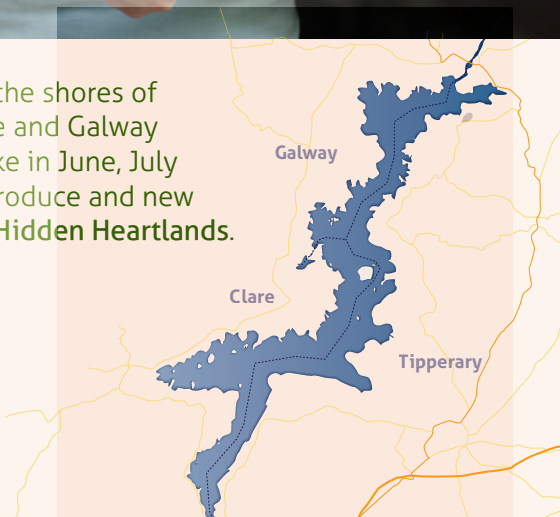 the shores of
e and Galway
ke in June, July
roduce and new
Hidden Heartlands.
Galway
Clare
Tipperary